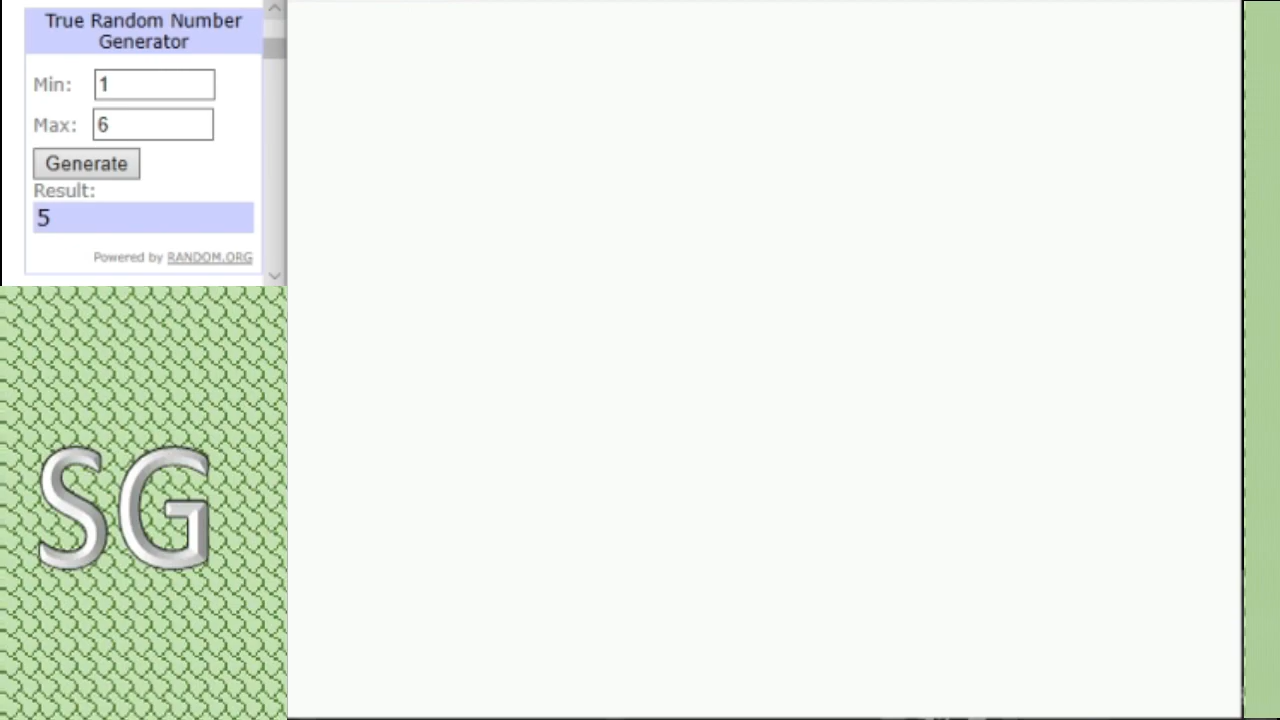 True Random Number
Generator
Min: 1
Max: 6
Generate
Result:
5
Powered by RANDOM.ORG
SG